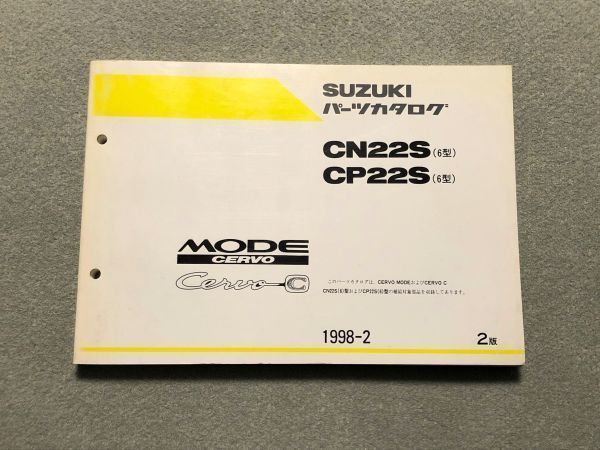 SUZUKI
パーツカタログ
CN22S(6型)
CP22S(6型)
MODE
CERVO
Cervo C
このパーツカタログは、CERVO MODEおよびCERVO C
CN22S(6)型およびCP22S(6)型の補給対象部品を収録してあります。
1998-2
2版